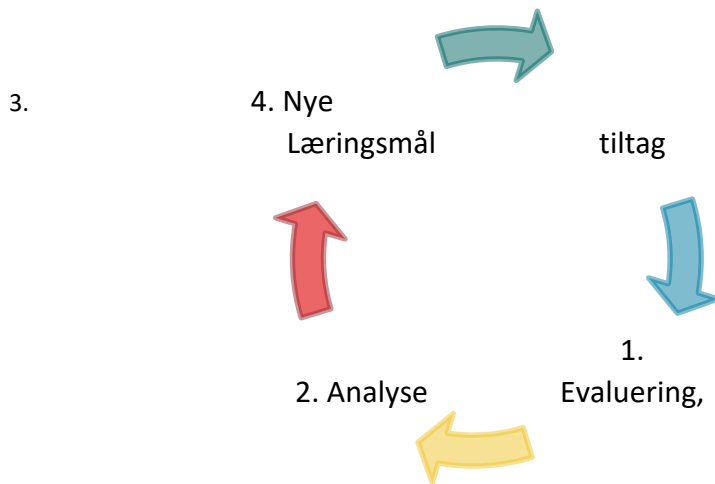 3. 4. Nye
Læringsmål tiltag
1.
2. Analyse Evaluering,